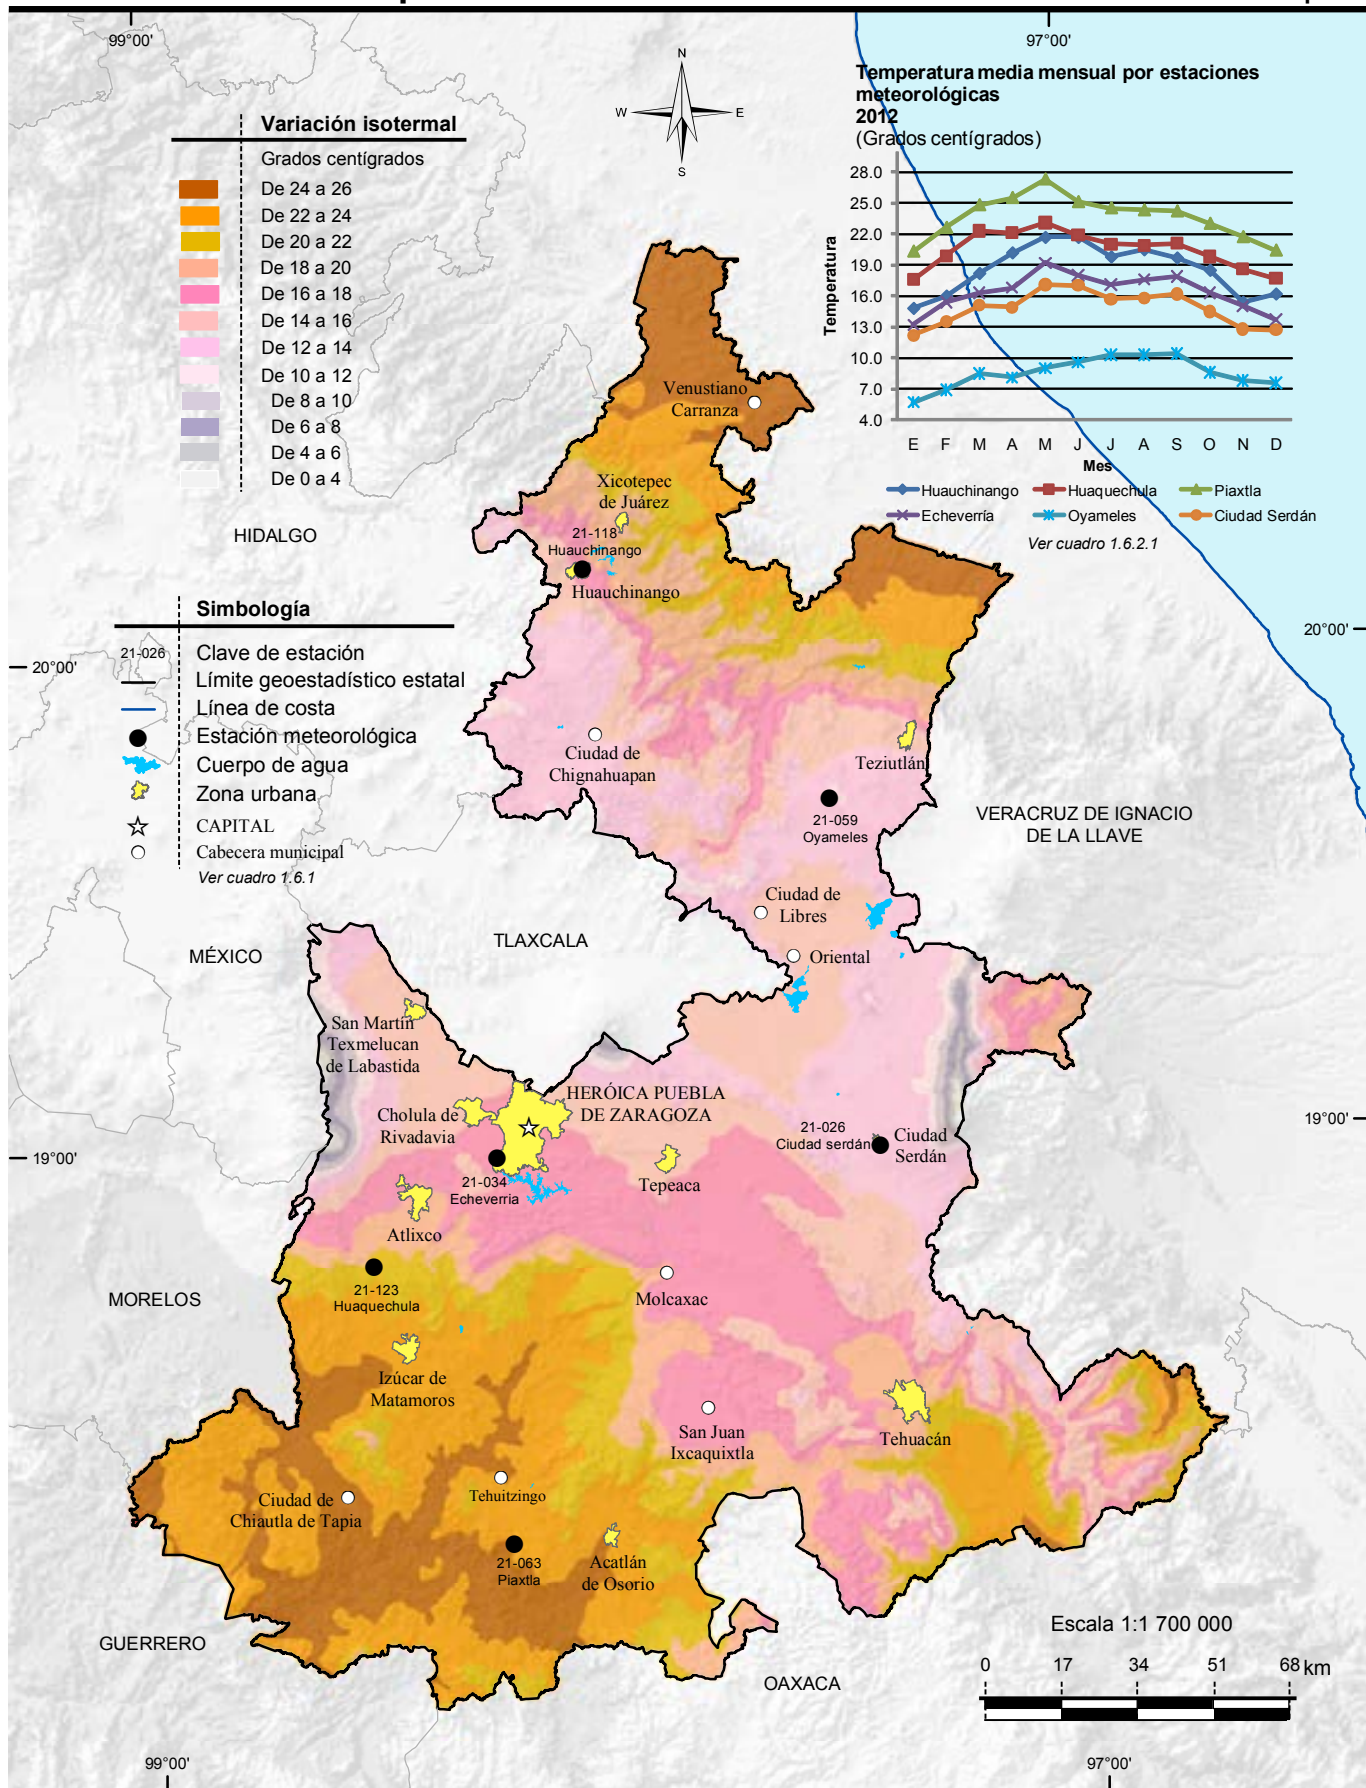 99°00'
97°00'
N
W
E
S
Temperatura media mensual por estaciones
meteorológicas
2012
(Grados centígrados)
28.0
25.0
22.0
19.0
16.0
13.0
10.0
7.0
4.0
Temperatura
E F M A M J J A S O N D
Mes
Huauchinango
Huaquechula
Piaxtla
Echeverría
Oyameles
Ciudad Serdán
Ver cuadro 1.6.2.1
Variación isotermal
Grados centígrados
De 24 a 26
De 22 a 24
De 20 a 22
De 18 a 20
De 16 a 18
De 14 a 16
De 12 a 14
De 10 a 12
De 8 a 10
De 6 a 8
De 4 a 6
De 0 a 4
HIDALGO
Simbología
21-026 Clave de estación
Límite geoestadístico estatal
Línea de costa
Estación meteorológica
Cuerpo de agua
Zona urbana
CAPITAL
Cabecera municipal
Ver cuadro 1.6.1
20°00'
20°00'
Venustiano
Carranza
Xicotepec
de Juárez
21-118
Huauchinango
Huauchinango
Ciudad de
Chignahuapan
Teziutlán
21-059
Oyameles
VERACRUZ DE IGNACIO
DE LA LLAVE
Ciudad de
Libres
Oriental
TLAXCALA
MÉXICO
San Martín
Texmelucan
de Labastida
HERÓICA PUEBLA
DE ZARAGOZA
Cholula de
Rivadavia
21-026
Ciudad serdán
Ciudad
Serdán
19°00'
19°00'
21-034
Echeverria
Tepeaca
Atlixco
21-123
Huaquechula
Molcaxac
MORELOS
Izúcar de
Matamoros
San Juan
Ixcaquixtla
Tehuacán
Tehuitzingo
Ciudad de
Chiautla de Tapia
21-063
Piaxtla
Acatlán
de Osorio
GUERRERO
OAXACA
Escala 1:1 700 000
0 17 34 51 68 km
99°00'
97°00'